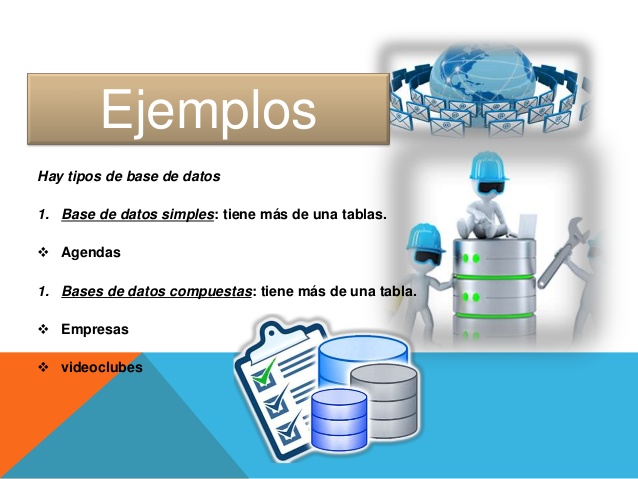 Ejemplos
Hay tipos de base de datos
1. Base de datos simples: tiene más de una tablas.
❖ Agendas
1. Bases de datos compuestas: tiene más de una tabla.
❖ Empresas
❖ videoclubes